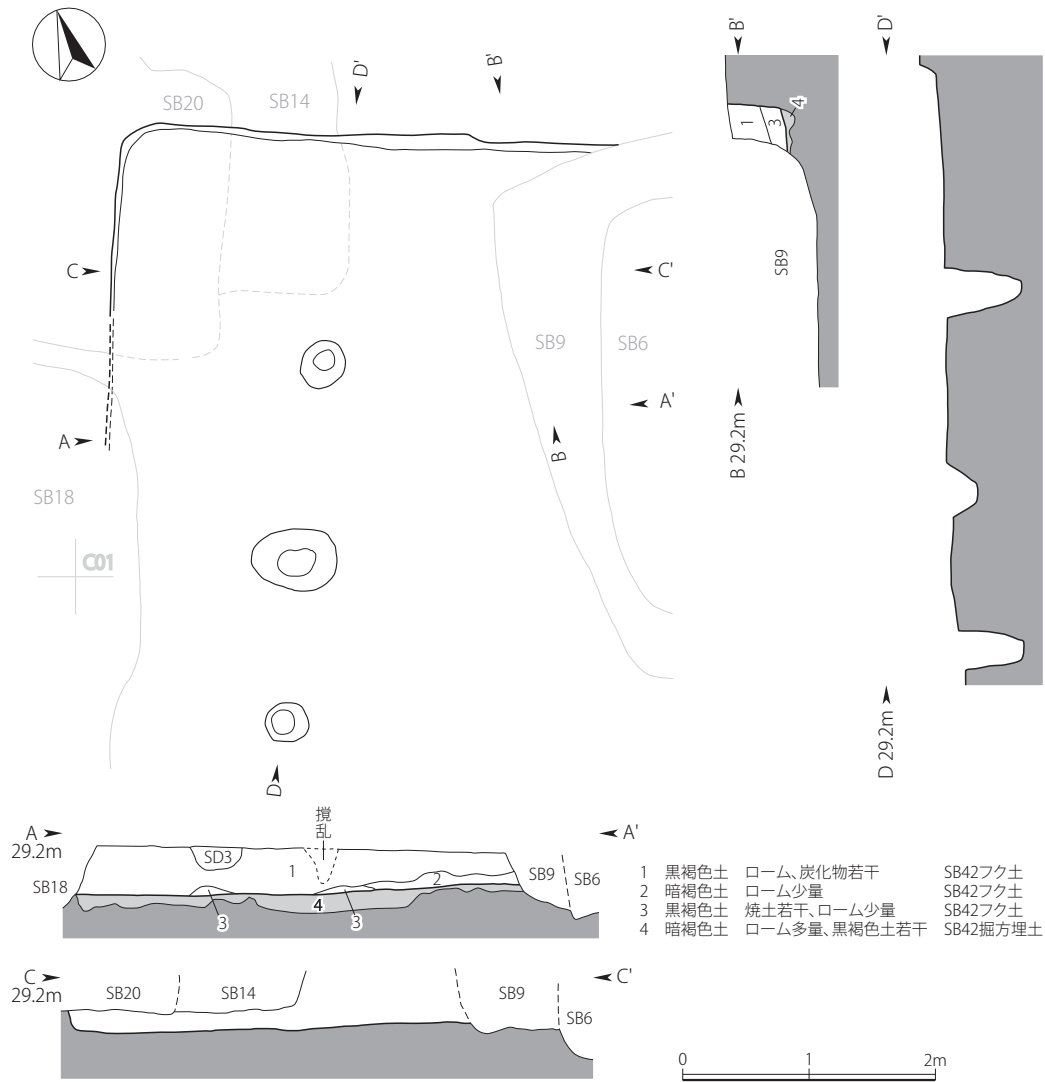 B'
D'
D'
B'
SB20
SB14
1
3
4
C
C'
SB9
SB9
SB6
A'
A
B
B 29.2m
SB18
C01
D
D 29.2m
A
29.2m
A'
撹乱
SD3
1
2
SB18
SB9
SB6
3
4
3
1 黒褐色土 ローム、炭化物若干 SB42フク土
2 暗褐色土 ローム少量 SB42フク土
3 黒褐色土 焼土若干、ローム少量 SB42フク土
4 暗褐色土 ローム多量、黒褐色土若干 SB42掘方埋土
C
29.2m
C'
SB20
SB14
SB9
SB6
0 1 2m